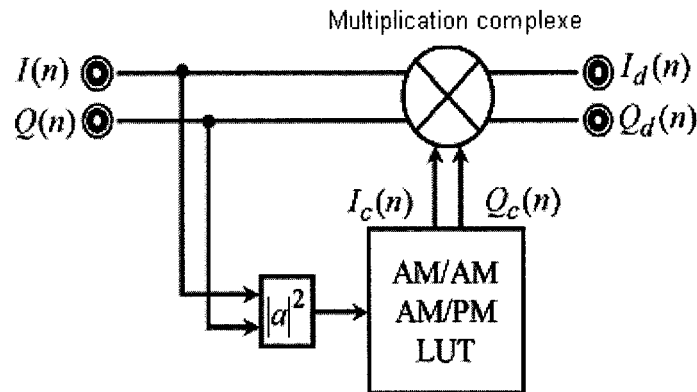 Multiplication complexe
I(n)
I_d(n)
Q(n)
Q_d(n)
I_c(n)
Q_c(n)
|a|²
AM/AM
AM/PM
LUT